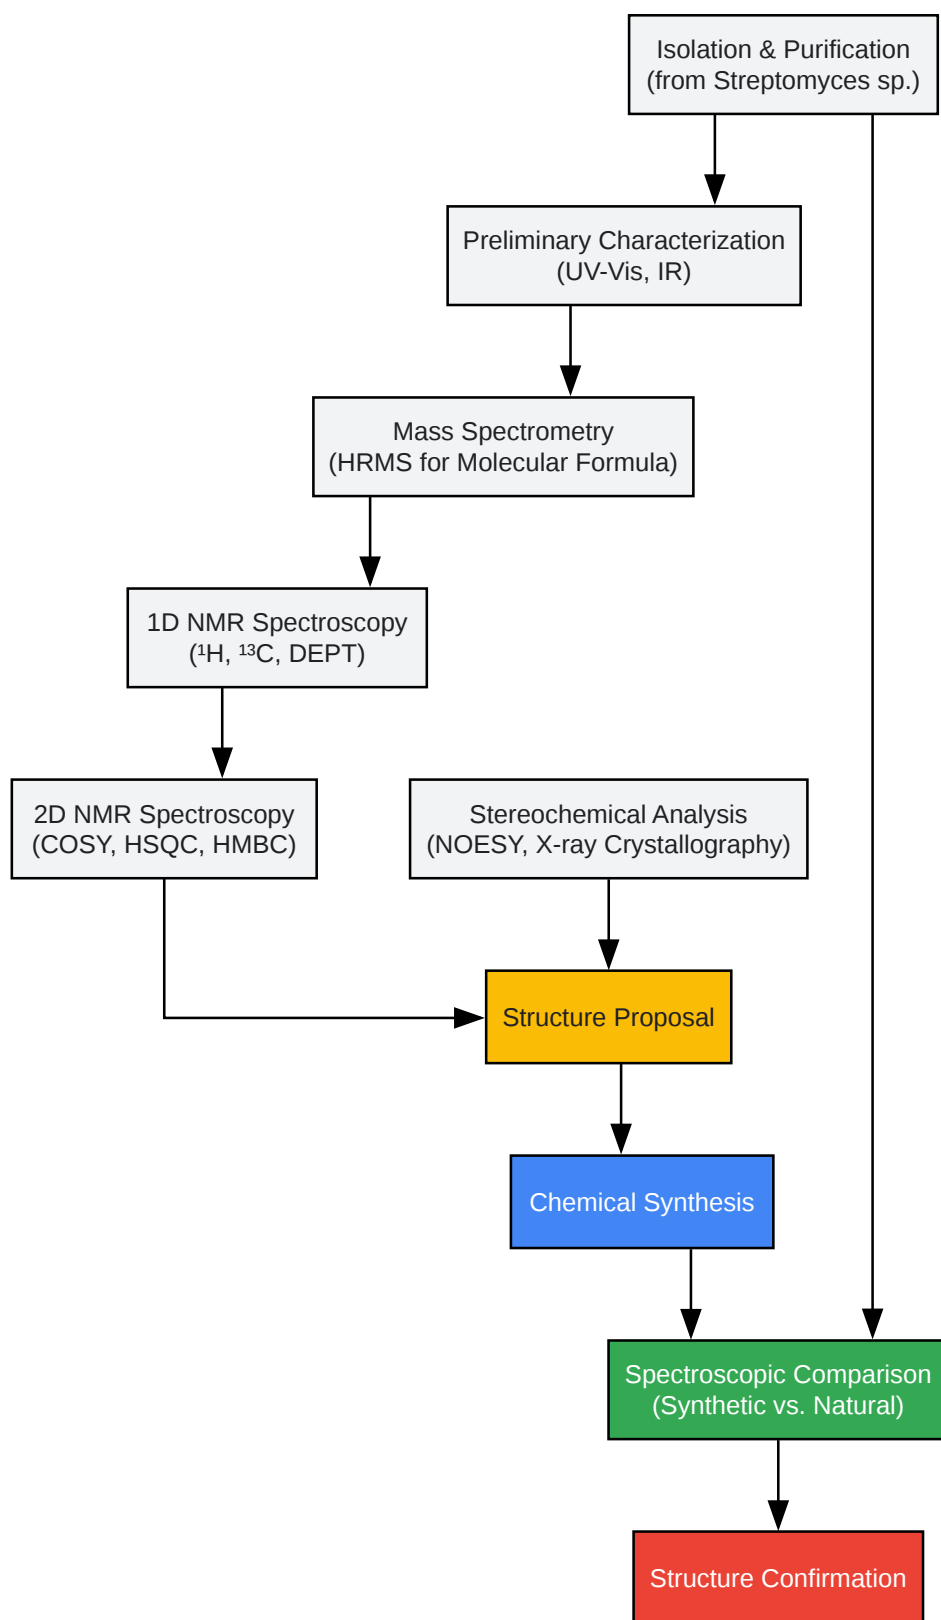 Isolation & Purification
(from Streptomyces sp.)
Preliminary Characterization
(UV-Vis, IR)
Mass Spectrometry
(HRMS for Molecular Formula)
1D NMR Spectroscopy
(¹H, ¹³C, DEPT)
2D NMR Spectroscopy
(COSY, HSQC, HMBC)
Stereochemical Analysis
(NOESY, X-ray Crystallography)
Structure Proposal
Chemical Synthesis
Spectroscopic Comparison
(Synthetic vs. Natural)
Structure Confirmation